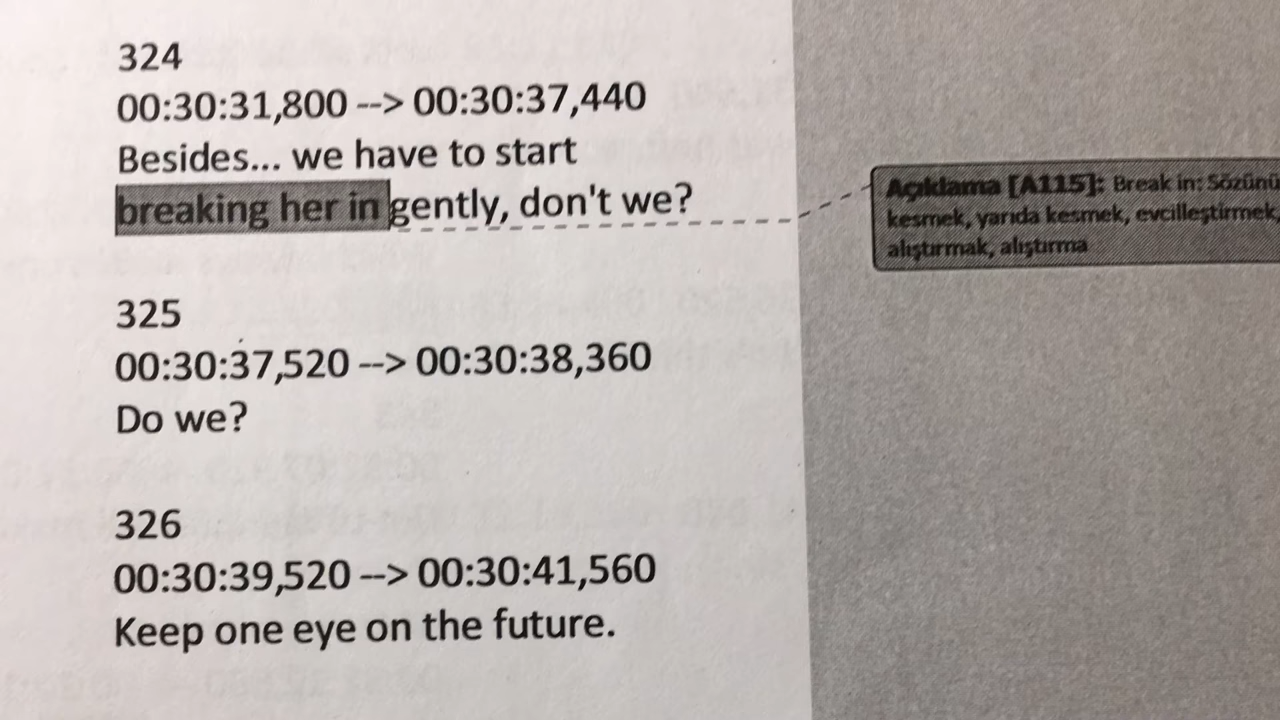 324
00:30:31,800 --> 00:30:37,440
Besides... we have to start
breaking her in gently, don't we?
Açıklama [A115]: Break in: Sözünü
kesmek, yarıda kesmek, evcilleştirmek,
alıştırmak, alıştırma
325
00:30:37,520 --> 00:30:38,360
Do we?
326
00:30:39,520 --> 00:30:41,560
Keep one eye on the future.